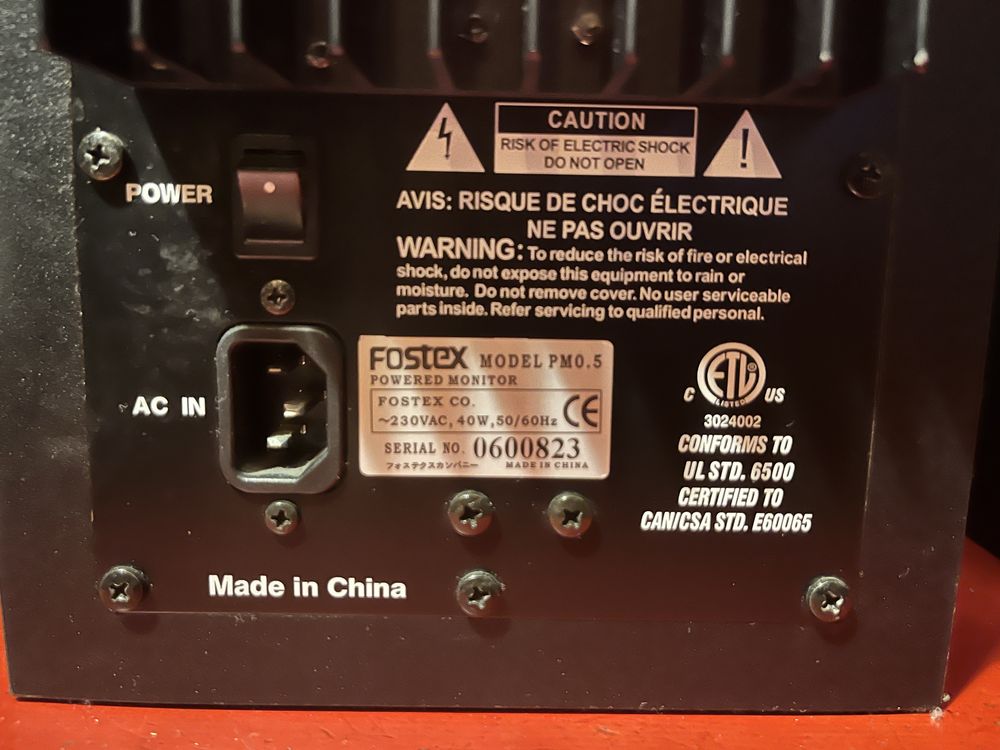 CAUTION
RISK OF ELECTRIC SHOCK
DO NOT OPEN
POWER
AVIS: RISQUE DE CHOC ÉLECTRIQUE
NE PAS OUVRIR
WARNING: To reduce the risk of fire or electrical
shock, do not expose this equipment to rain or
moisture. Do not remove cover. No user serviceable
parts inside. Refer servicing to qualified personal.
AC IN
FOSTEX MODEL PM0.5
POWERED MONITOR
FOSTEX CO.
~230VAC, 40W, 50/60Hz CE
SERIAL NO. 0600823
フォステクスカンパニー MADE IN CHINA
ETL ®
C LISTED US
3024002
CONFORMS TO
UL STD. 6500
CERTIFIED TO
CANICSA STD. E60065
Made in China